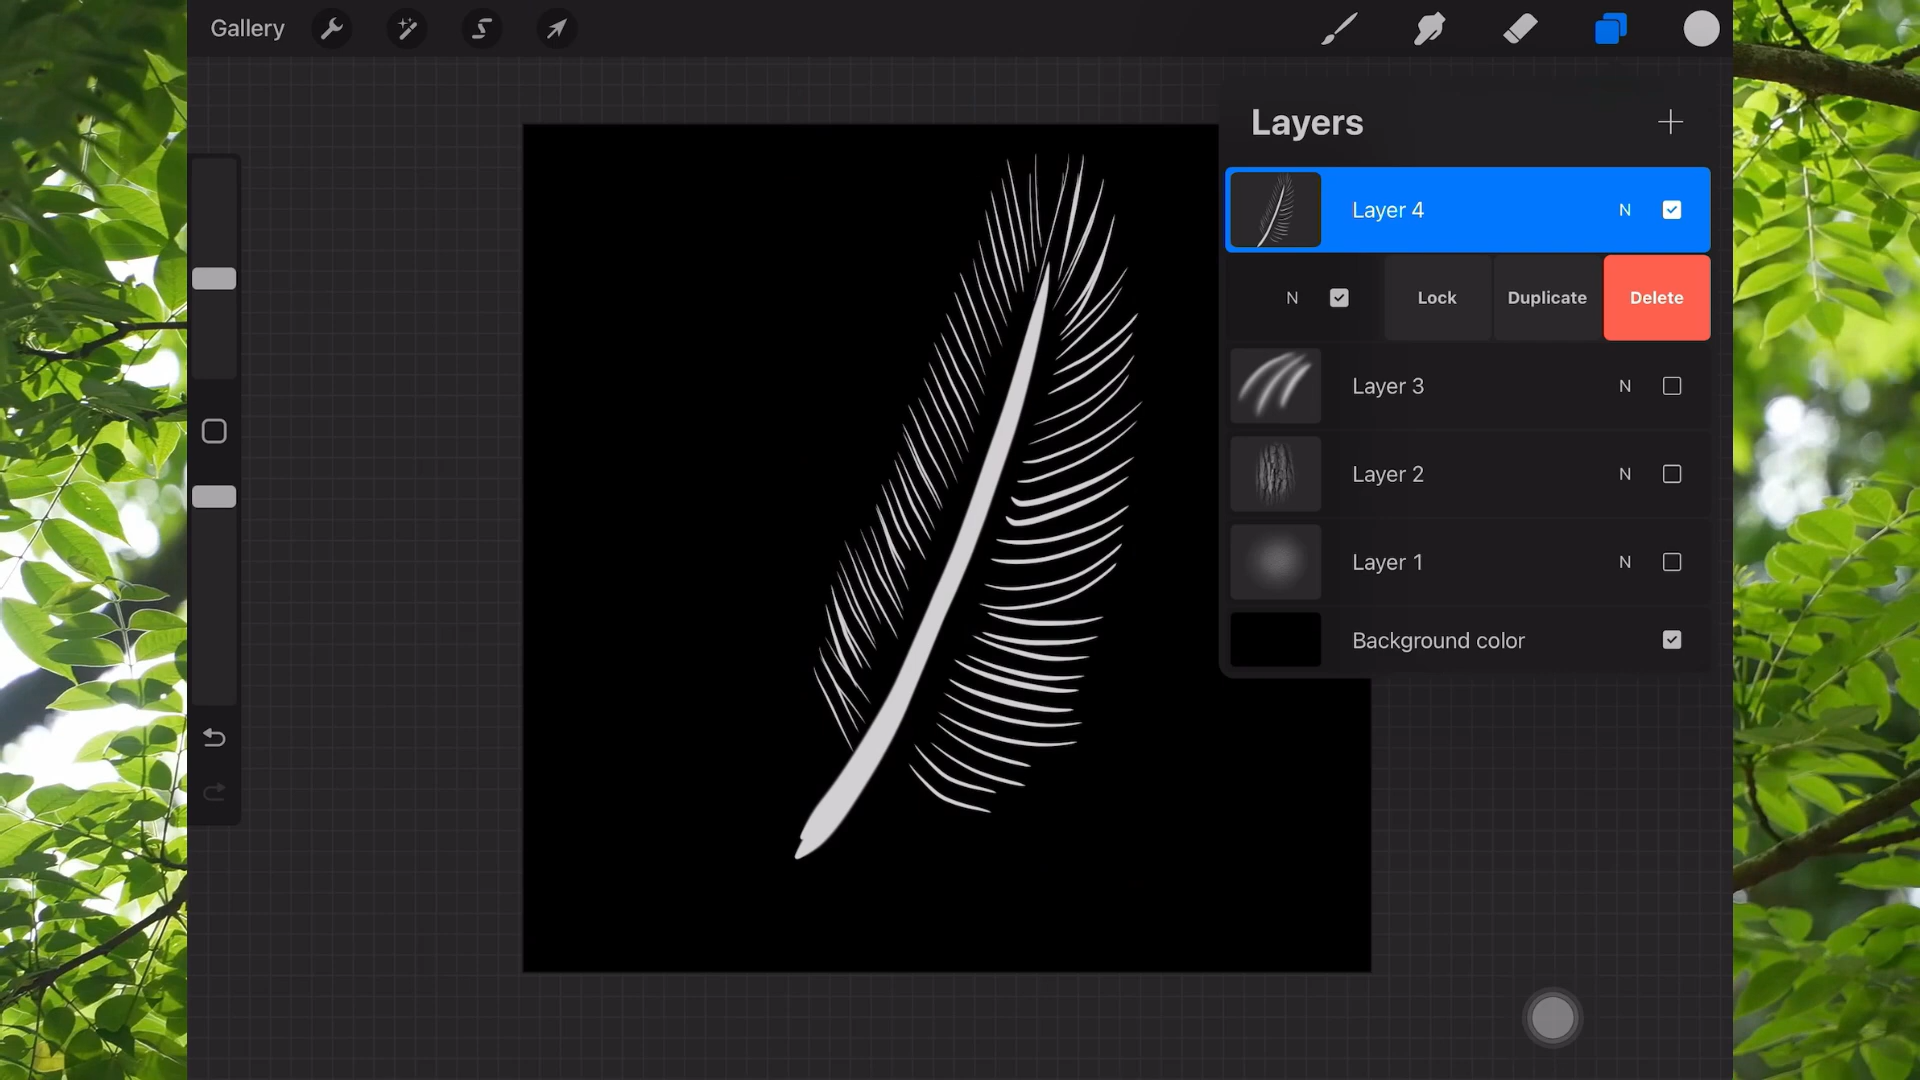 Gallery
Layers
Layer 4 N
N Lock Duplicate Delete
Layer 3 N
Layer 2 N
Layer 1 N
Background color